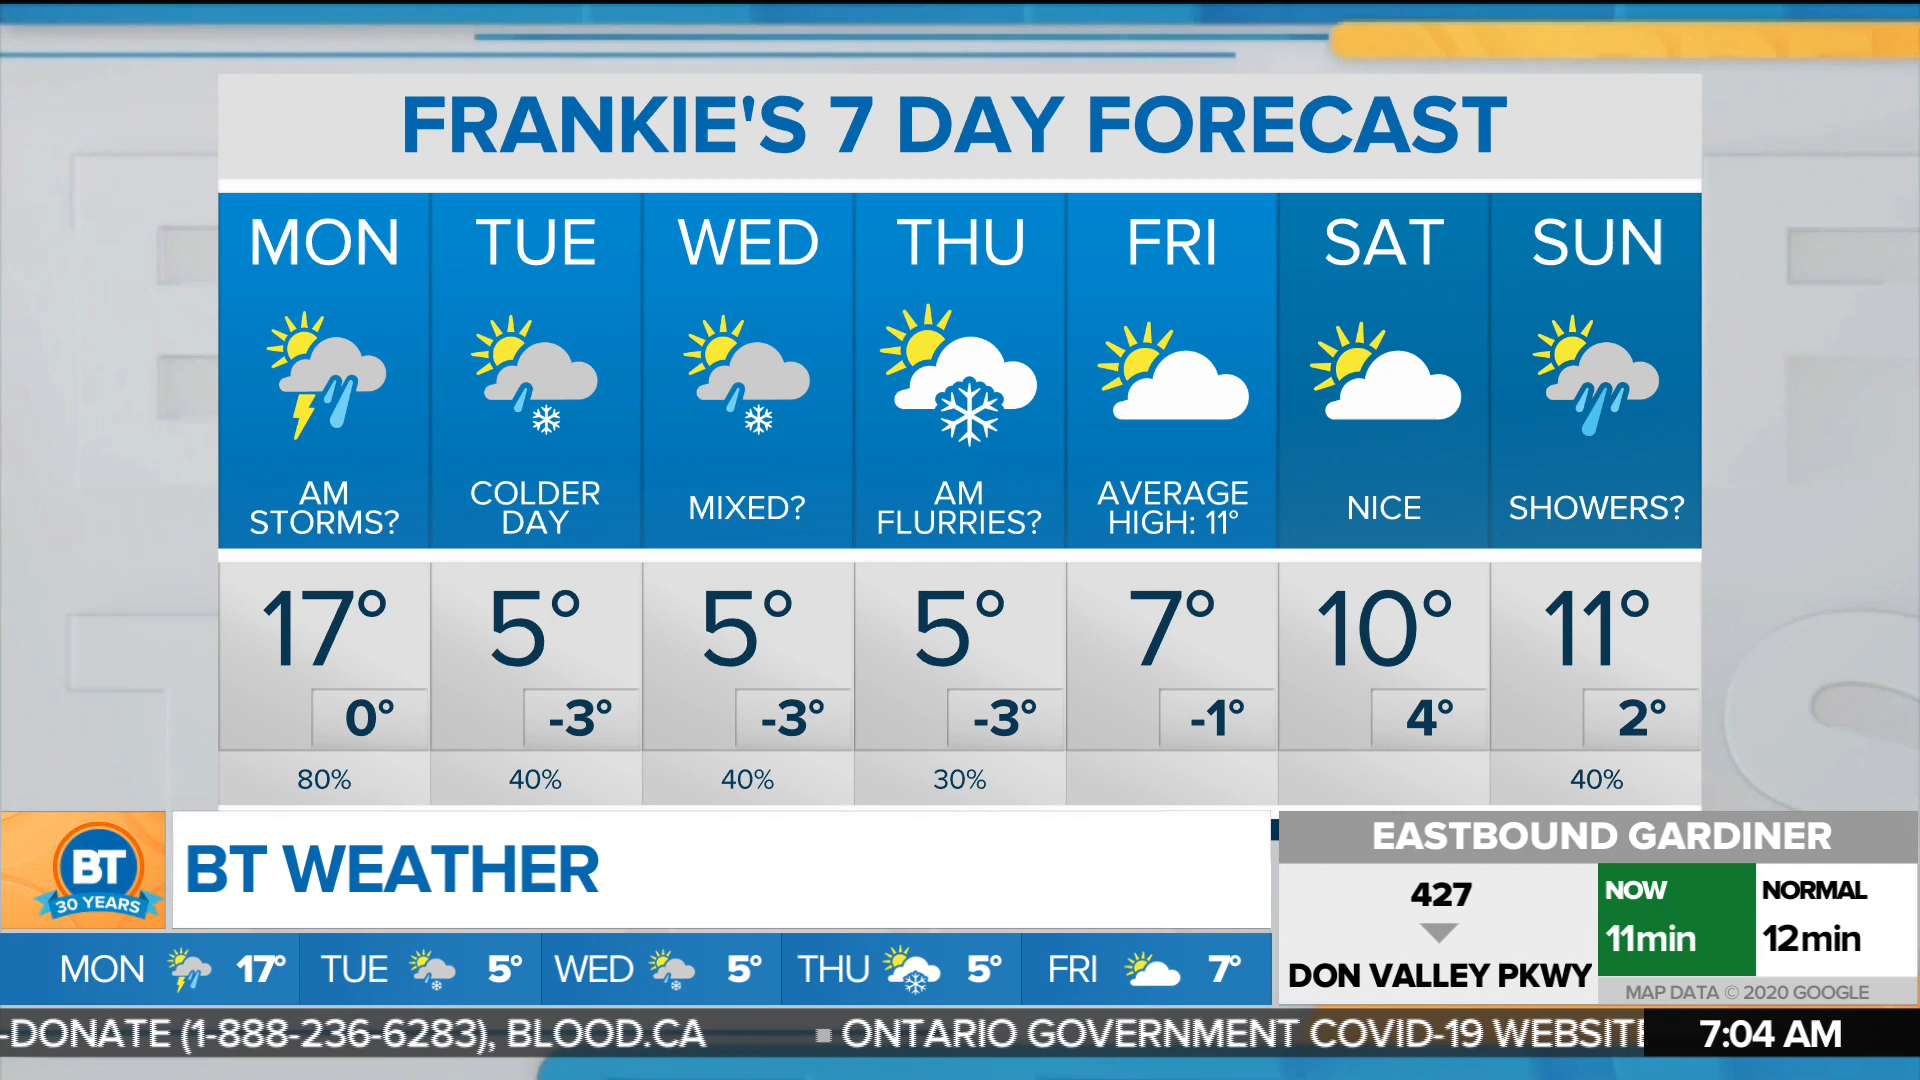 FRANKIE'S 7 DAY FORECAST
MON TUE WED THU FRI SAT SUN
AM STORMS?
COLDER DAY
MIXED?
AM FLURRIES?
AVERAGE HIGH: 11°
NICE
SHOWERS?
17° 5° 5° 5° 7° 10° 11°
0° -3° -3° -3° -1° 4° 2°
80% 40% 40% 30% 40%
BT
30 YEARS
BT WEATHER
EASTBOUND GARDINER
427
DON VALLEY PKWY
NOW
11min
NORMAL
12min
MAP DATA © 2020 GOOGLE
MON 17° TUE 5° WED 5° THU 5° FRI 7°
-DONATE (1-888-236-6283), BLOOD.CA ■ ONTARIO GOVERNMENT COVID-19 WEBSITE
7:04 AM